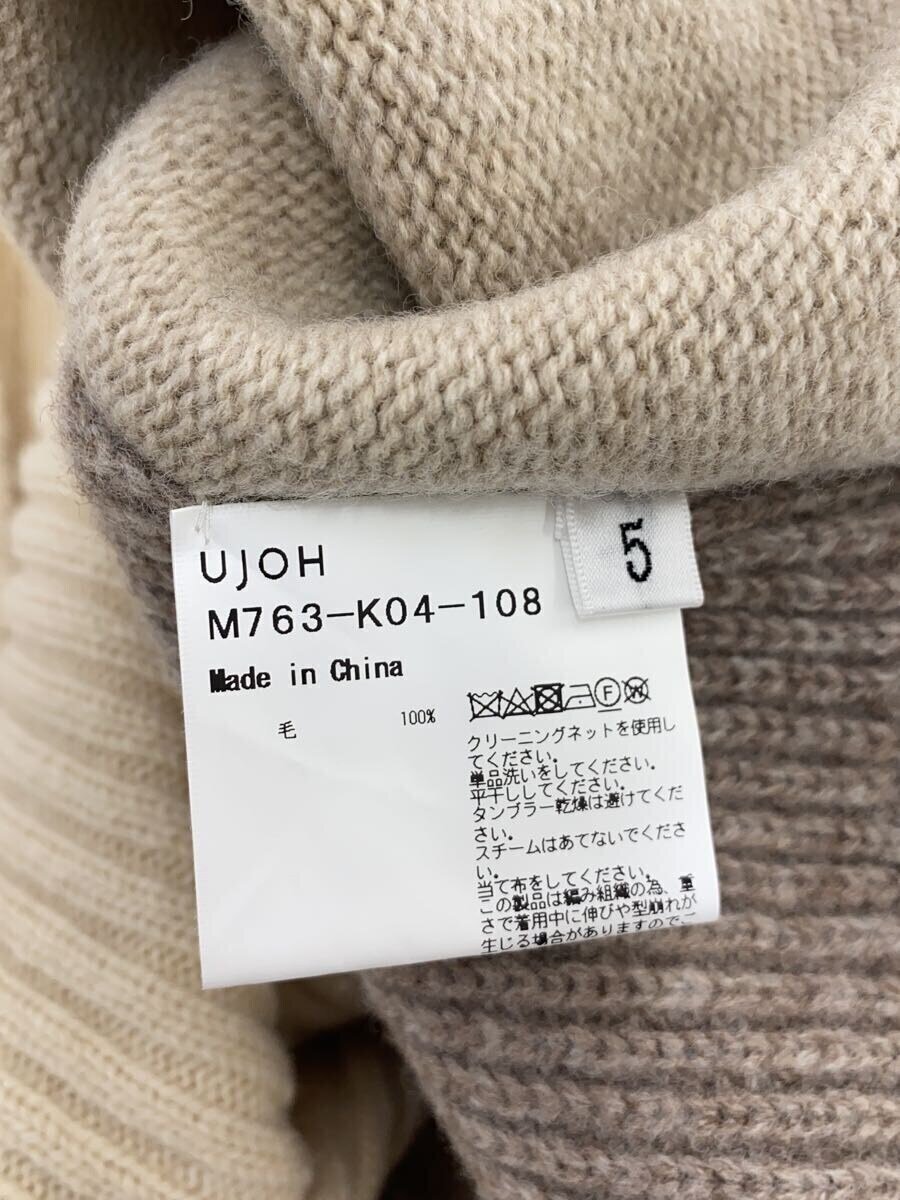 UJOH
5
M763-K04-108
Made in China
毛 100%
F W
クリーニングネットを使用し
てください。
単品洗いをしてください。
平干ししてください。
タンブラー乾燥は避けてくだ
さい。
スチームはあてないでくださ
い。
当て布をしてください。
この製品は編み組織の為、重
さで着用中に伸びや型崩れが
生じる場合がありますのでご